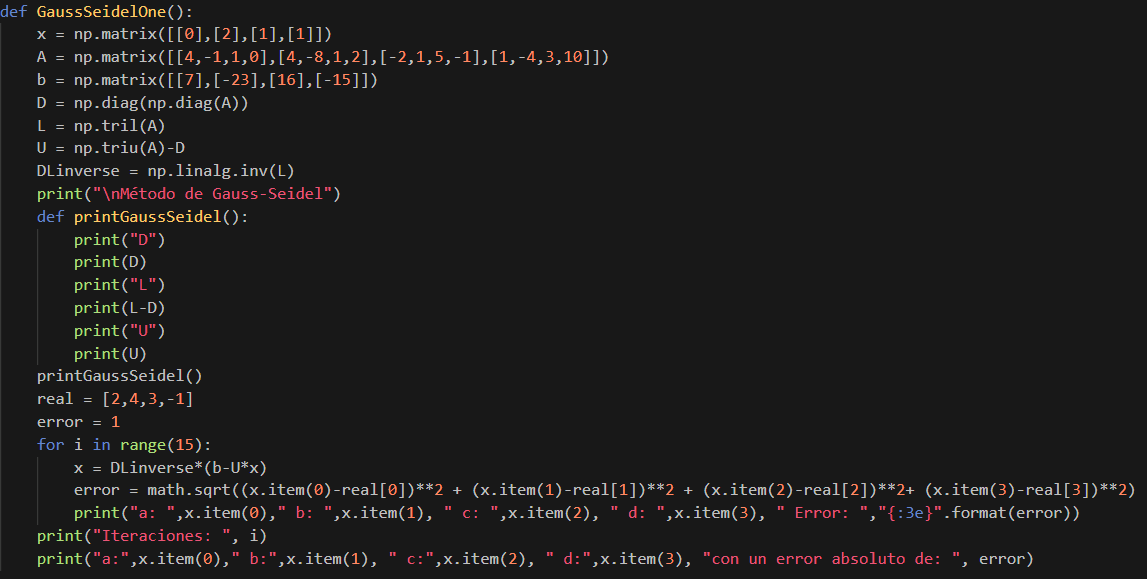 def GaussSeidelOne():
    x = np.matrix([[0],[2],[1],[1]])
    A = np.matrix([[4,-1,1,0],[4,-8,1,2],[-2,1,5,-1],[1,-4,3,10]])
    b = np.matrix([[7],[-23],[16],[-15]])
    D = np.diag(np.diag(A))
    L = np.tril(A)
    U = np.triu(A)-D
    DLinverse = np.linalg.inv(L)
    print("\nMétodo de Gauss-Seidel")
    def printGaussSeidel():
        print("D")
        print(D)
        print("L")
        print(L-D)
        print("U")
        print(U)
    printGaussSeidel()
    real = [2,4,3,-1]
    error = 1
    for i in range(15):
        x = DLinverse*(b-U*x)
        error = math.sqrt((x.item(0)-real[0])**2 + (x.item(1)-real[1])**2 + (x.item(2)-real[2])**2+ (x.item(3)-real[3])**2)
        print("a: ",x.item(0)," b: ",x.item(1), " c: ",x.item(2), " d: ",x.item(3), " Error: ","{:3e}".format(error))
    print("Iteraciones: ", i)
    print("a:",x.item(0)," b:",x.item(1), " c:",x.item(2), " d:",x.item(3), "con un error absoluto de: ", error)